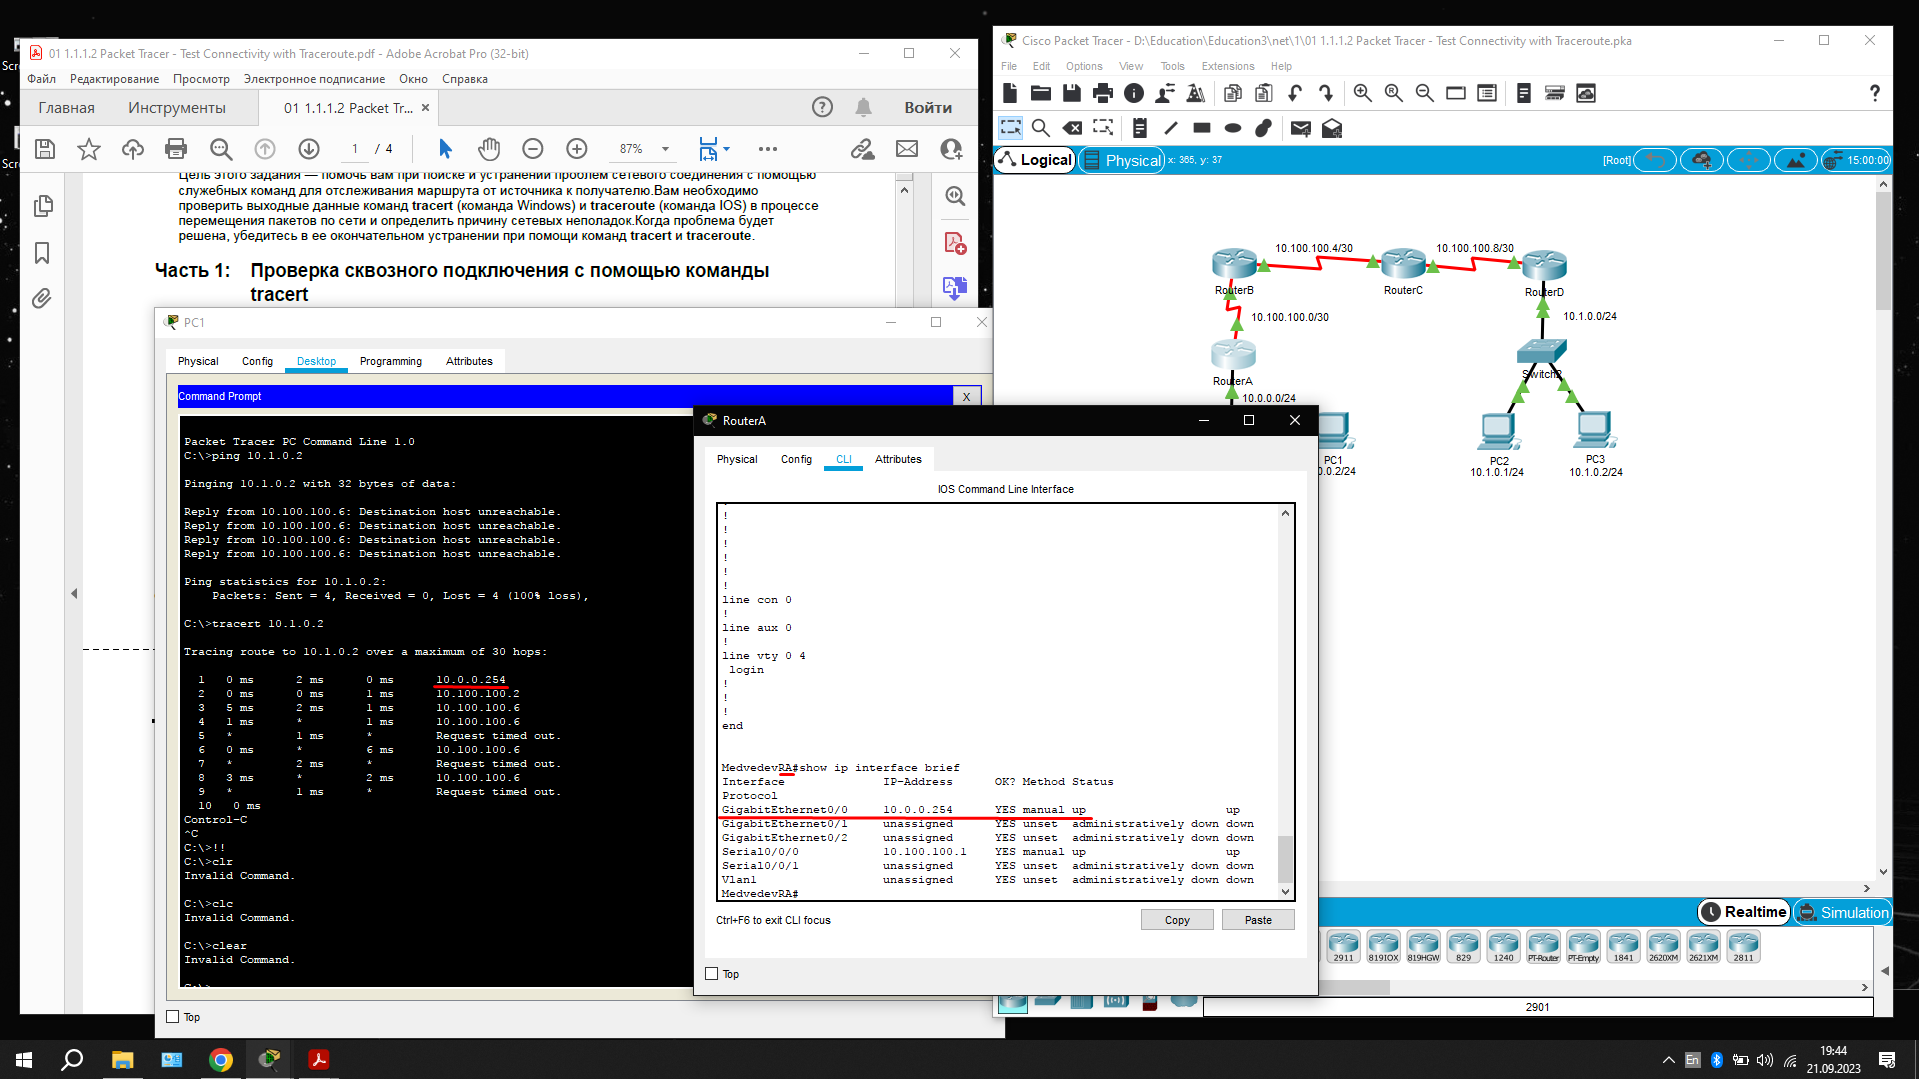 01 1.1.1.2 Packet Tracer - Test Connectivity with Traceroute.pdf - Adobe Acrobat Pro (32-bit)
Файл Редактирование Просмотр Электронное подписание Окно Справка
Главная Инструменты 01 1.1.1.2 Packet Tr... × Войти
1 / 4 87%
Цель этого задания — помочь вам при поиске и устранении проблем сетевого соединения с помощью
служебных команд для отслеживания маршрута от источника к получателю.Вам необходимо
проверить выходные данные команд tracert (команда Windows) и traceroute (команда IOS) в процессе
перемещения пакетов по сети и определить причину сетевых неполадок.Когда проблема будет
решена, убедитесь в ее окончательном устранении при помощи команд tracert и traceroute.
Часть 1: Проверка сквозного подключения с помощью команды
tracert
PC1
Physical Config Desktop Programming Attributes
Command Prompt X
Packet Tracer PC Command Line 1.0
C:\>ping 10.1.0.2
Pinging 10.1.0.2 with 32 bytes of data:
Reply from 10.100.100.6: Destination host unreachable.
Reply from 10.100.100.6: Destination host unreachable.
Reply from 10.100.100.6: Destination host unreachable.
Reply from 10.100.100.6: Destination host unreachable.
Ping statistics for 10.1.0.2:
Packets: Sent = 4, Received = 0, Lost = 4 (100% loss),
C:\>tracert 10.1.0.2
Tracing route to 10.1.0.2 over a maximum of 30 hops:
1 0 ms 2 ms 0 ms 10.0.0.254
2 0 ms 0 ms 1 ms 10.100.100.2
3 5 ms 2 ms 1 ms 10.100.100.6
4 1 ms * 1 ms 10.100.100.6
5 * 1 ms * Request timed out.
6 0 ms * 6 ms 10.100.100.6
7 * 2 ms * Request timed out.
8 3 ms * 2 ms 10.100.100.6
9 * 1 ms * Request timed out.
10 0 ms
Control-C
^C
C:\>!!
C:\>clr
Invalid Command.
C:\>clc
Invalid Command.
C:\>clear
Invalid Command.
C:\>
Top
RouterA
Physical Config CLI Attributes
IOS Command Line Interface
!
!
!
!
!
!
line con 0
!
line aux 0
!
line vty 0 4
login
!
!
!
end
MedvedevRA#show ip interface brief
Interface IP-Address OK? Method Status
Protocol
GigabitEthernet0/0 10.0.0.254 YES manual up up
GigabitEthernet0/1 unassigned YES unset administratively down down
GigabitEthernet0/2 unassigned YES unset administratively down down
Serial0/0/0 10.100.100.1 YES manual up up
Serial0/0/1 unassigned YES unset administratively down down
Vlan1 unassigned YES unset administratively down down
MedvedevRA#
Ctrl+F6 to exit CLI focus Copy Paste
Top
Cisco Packet Tracer - D:\Education\Education3\net\1\01 1.1.1.2 Packet Tracer - Test Connectivity with Traceroute.pka
File Edit Options View Tools Extensions Help
Logical Physical x: 365, y: 37 [Root] 15:00:00
10.100.100.4/30 10.100.100.8/30
RouterB RouterC RouterD
10.100.100.0/30 10.1.0.0/24
RouterA Switch2
10.0.0.0/24
PC1 PC2 PC3
0.0.2/24 10.1.0.1/24 10.1.0.2/24
Realtime Simulation
2911 819IOX 819HGW 829 1240 PT-Router PT-Empty 1841 2620XM 2621XM 2811
2901
En 19:44
21.09.2023